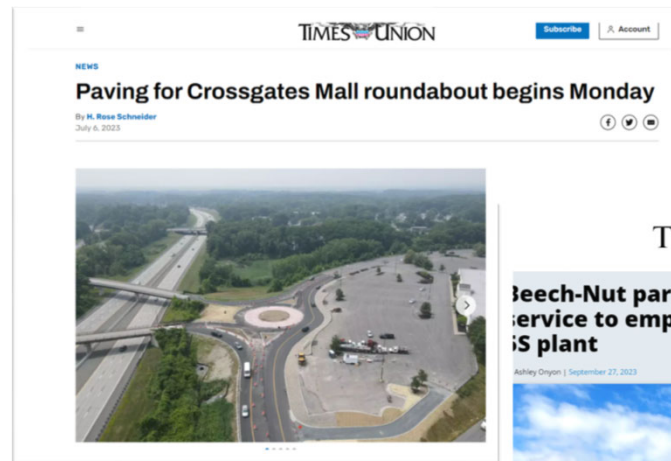 TIMES UNION
Subscribe
Account
NEWS
Paving for Crossgates Mall roundabout begins Monday
By H. Rose Schneider
July 6, 2023
T
Beech-Nut par
service to emp
SS plant
Ashley Onyon | September 27, 2023